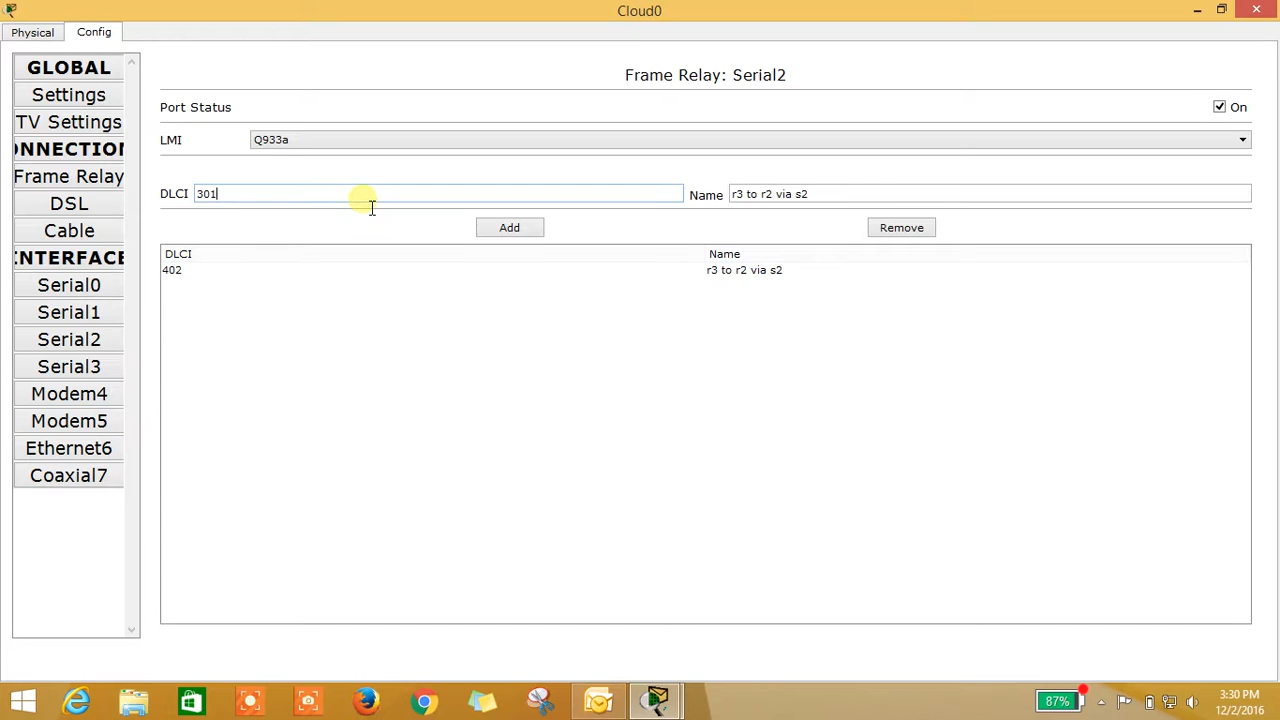 Cloud0
Physical
Config
GLOBAL
Settings
TV Settings
ONNECTION
Frame Relay
DSL
Cable
INTERFACE
Serial0
Serial1
Serial2
Serial3
Modem4
Modem5
Ethernet6
Coaxial7
Frame Relay: Serial2
Port Status
On
LMI
Q933a
DLCI 301
Name r3 to r2 via s2
Add
Remove
DLCI Name
402 r3 to r2 via s2
87%
3:30 PM
12/2/2016